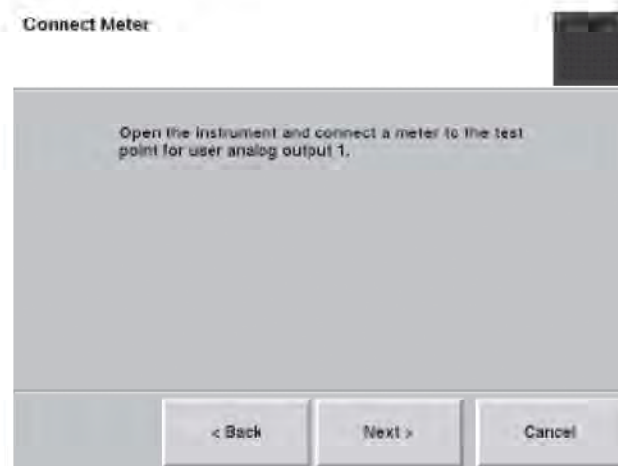 Connect Meter
Open the instrument and connect a meter to the test
point for user analog output 1.
< Back
Next >
Cancel